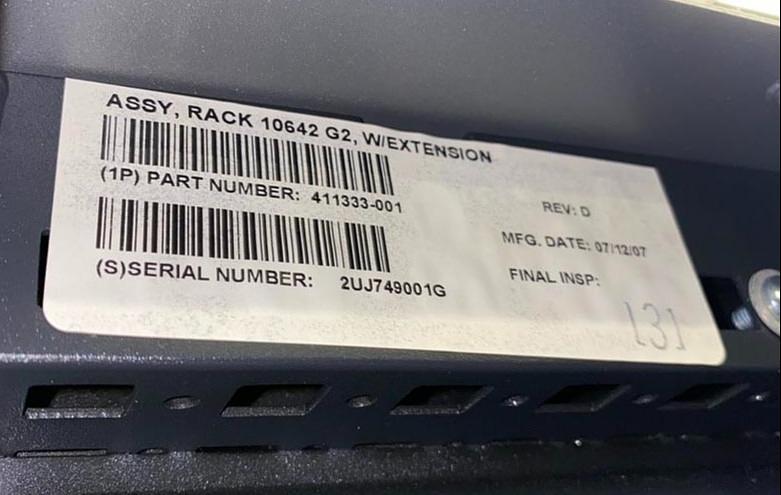 ASSY, RACK 10642 G2, W/EXTENSION
(1P) PART NUMBER: 411333-001
(S)SERIAL NUMBER: 2UJ749001G
REV: D
MFG. DATE: 07/12/07
FINAL INSP:
131